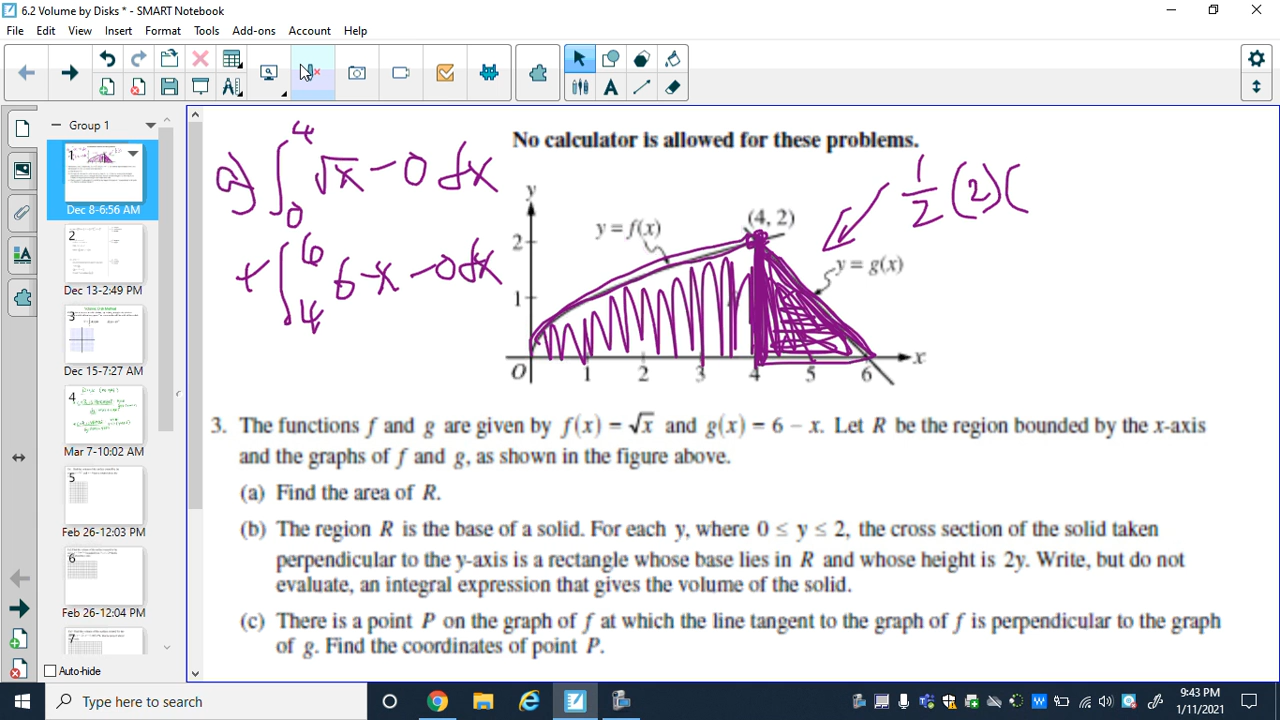 6.2 Volume by Disks * - SMART Notebook
File Edit View Insert Format Tools Add-ons Account Help
Group 1
1
Dec 8-6:56 AM
2
Dec 13-2:49 PM
3
Dec 15-7:27 AM
4
Mar 7-10:02 AM
5
Feb 26-12:03 PM
6
Feb 26-12:04 PM
7
Auto-hide
a) ∫₀⁴ √x - 0 dx
+ ∫₄⁶ 6-x -0 dx
No calculator is allowed for these problems.
1/2 (2)(
y
(4, 2)
y = f(x)
2
y = g(x)
1
x
O 1 2 3 4 5 6
3. The functions f and g are given by f(x) = √x and g(x) = 6 − x. Let R be the region bounded by the x-axis
and the graphs of f and g, as shown in the figure above.
(a) Find the area of R.
(b) The region R is the base of a solid. For each y, where 0 ≤ y ≤ 2, the cross section of the solid taken
perpendicular to the y-axis is a rectangle whose base lies in R and whose height is 2y. Write, but do not
evaluate, an integral expression that gives the volume of the solid.
(c) There is a point P on the graph of f at which the line tangent to the graph of f is perpendicular to the graph
of g. Find the coordinates of point P.
Type here to search
9:43 PM
1/11/2021